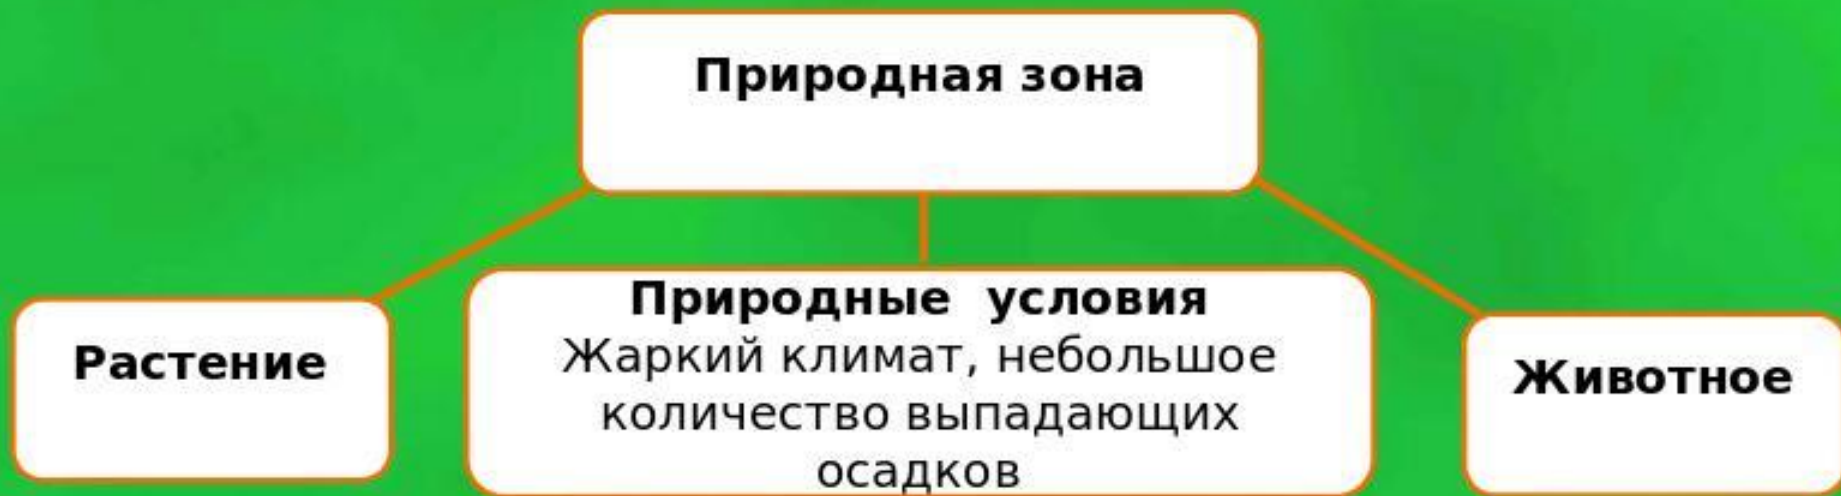 Природная зона
Растение
Природные условия
Жаркий климат, небольшое
количество выпадающих
осадков
Животное